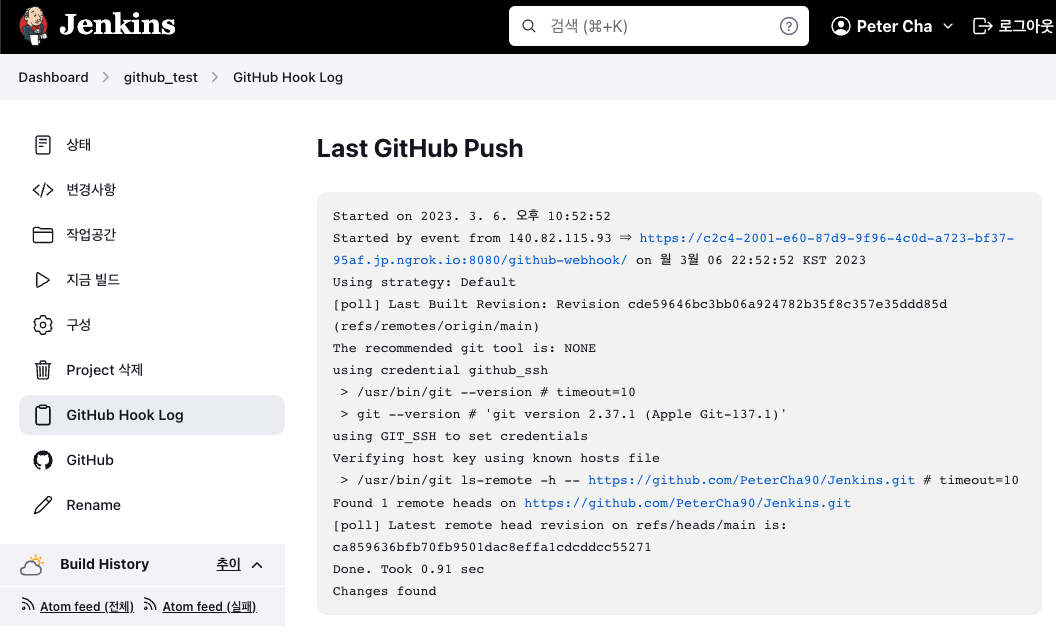 Jenkins
검색 (⌘+K)
Peter Cha
로그아웃
Dashboard > github_test > GitHub Hook Log
상태
변경사항
작업공간
지금 빌드
구성
Project 삭제
GitHub Hook Log
GitHub
Rename
Build History 추이
Atom feed (전체) Atom feed (실패)
Last GitHub Push
Started on 2023. 3. 6. 오후 10:52:52
Started by event from 140.82.115.93 ⇒ https://c2c4-2001-e60-87d9-9f96-4c0d-a723-bf37-
95af.jp.ngrok.io:8080/github-webhook/ on 월 3월 06 22:52:52 KST 2023
Using strategy: Default
[poll] Last Built Revision: Revision cde59646bc3bb06a924782b35f8c357e35ddd85d
(refs/remotes/origin/main)
The recommended git tool is: NONE
using credential github_ssh
> /usr/bin/git --version # timeout=10
> git --version # 'git version 2.37.1 (Apple Git-137.1)'
using GIT_SSH to set credentials
Verifying host key using known hosts file
> /usr/bin/git ls-remote -h -- https://github.com/PeterCha90/Jenkins.git # timeout=10
Found 1 remote heads on https://github.com/PeterCha90/Jenkins.git
[poll] Latest remote head revision on refs/heads/main is:
ca859636bfb70fb9501dac8effa1cdcddcc55271
Done. Took 0.91 sec
Changes found